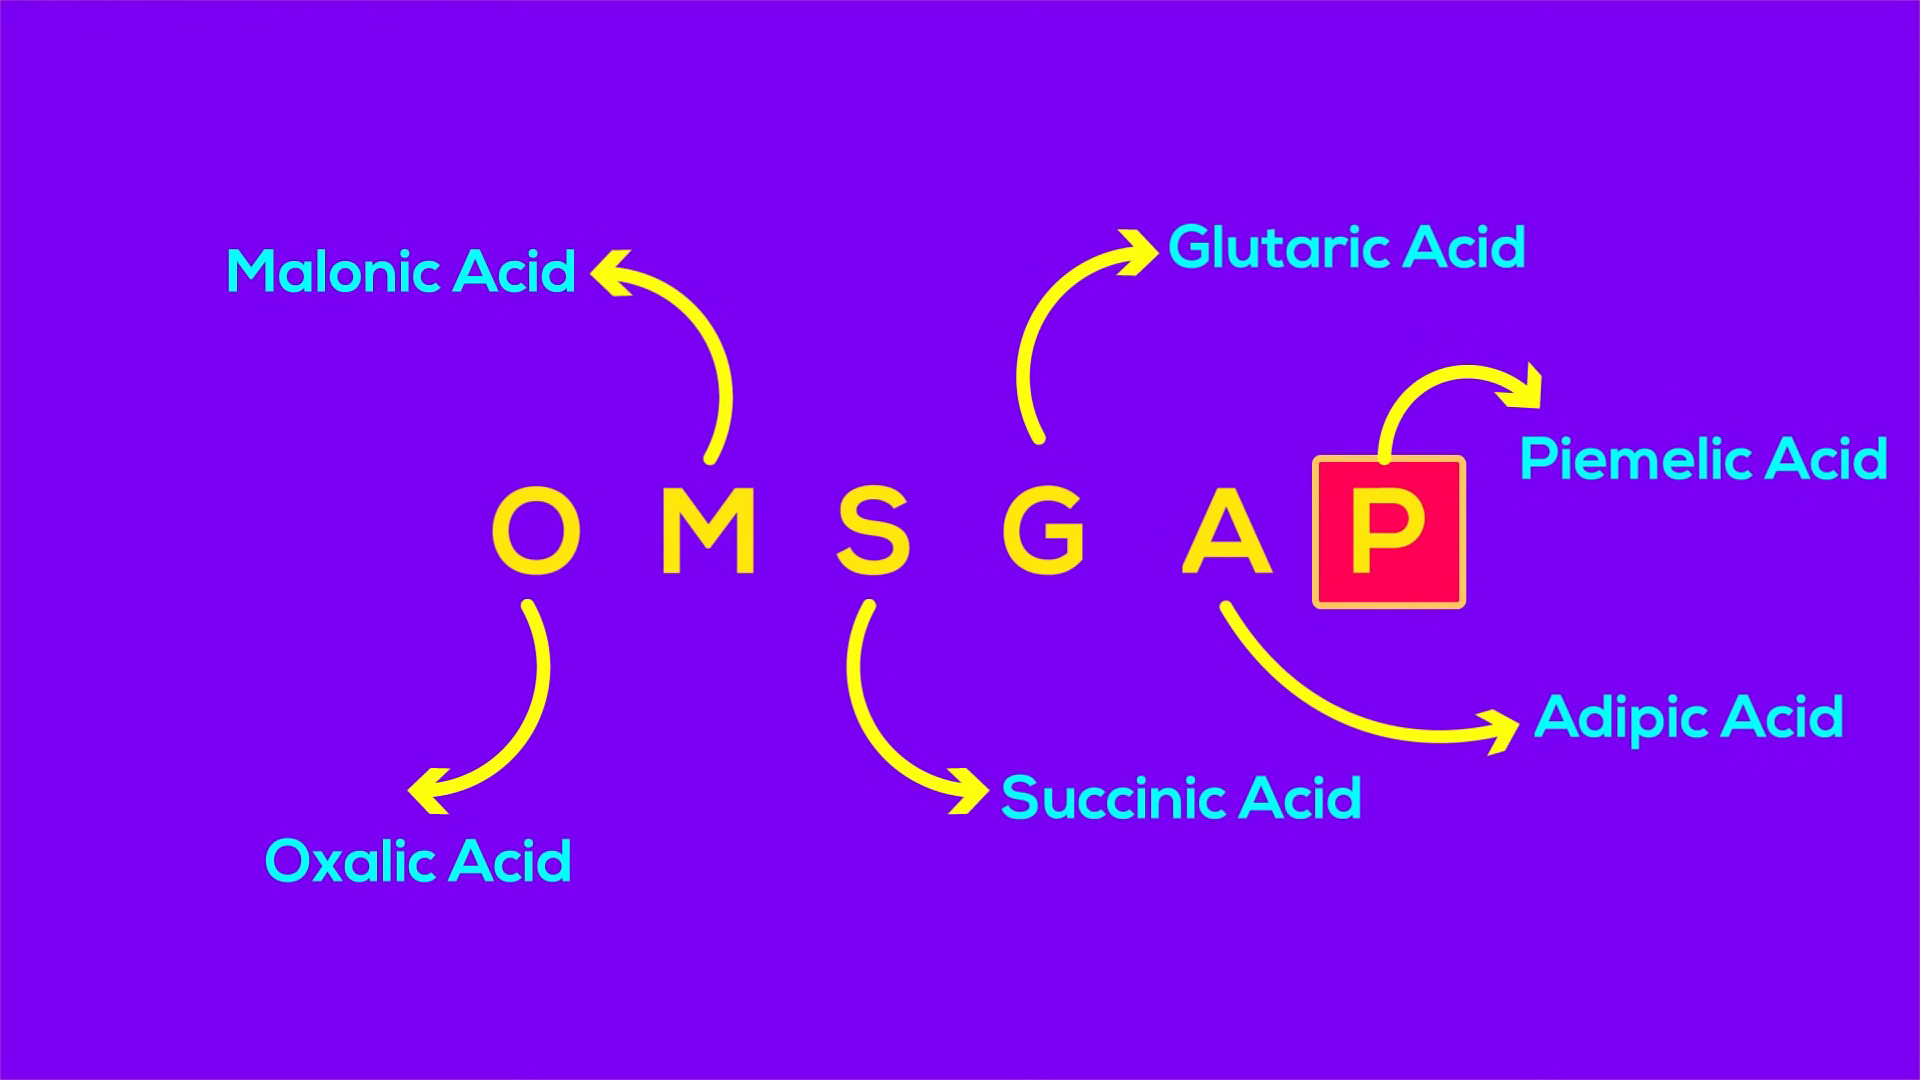 Malonic Acid
Glutaric Acid
Piemelic Acid
O M S G A P
Adipic Acid
Succinic Acid
Oxalic Acid